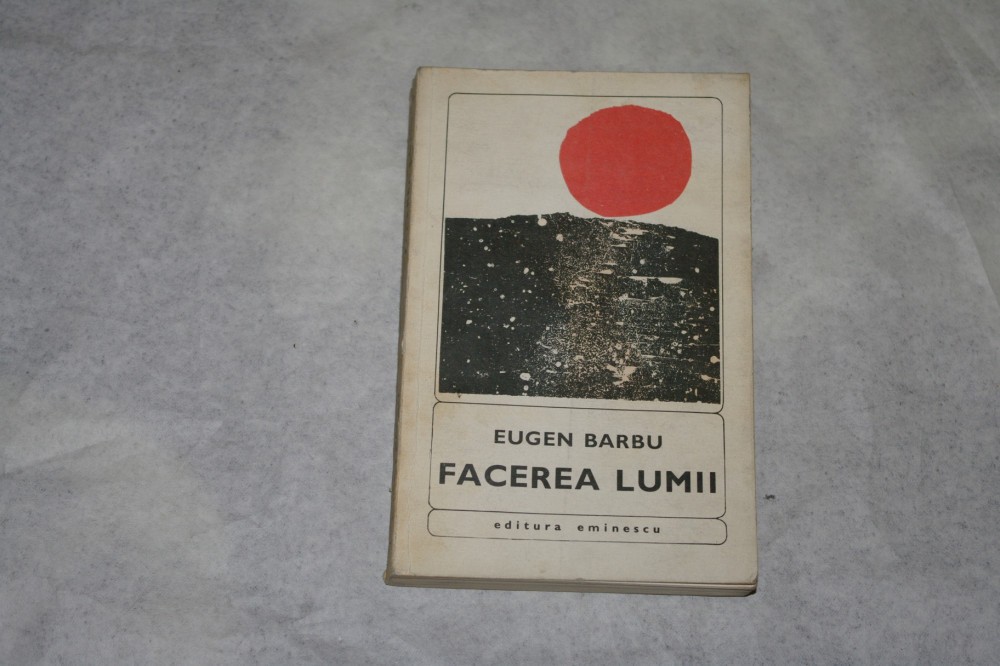 EUGEN BARBU
FACEREA LUMII
editura eminescu